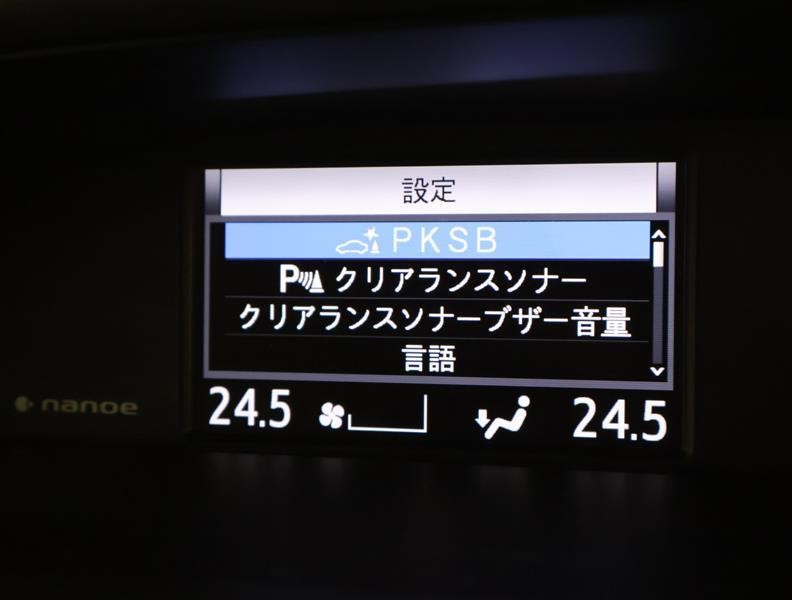 設定
PKSB
P クリアランスソナー
クリアランスソナーブザー音量
言語
24.5 24.5
nanoe